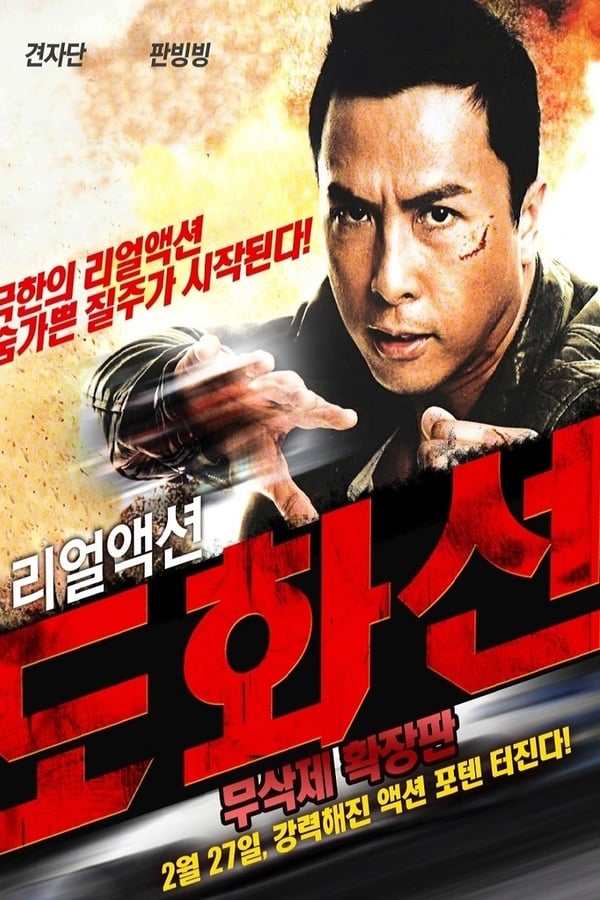 견자단 판빙빙
극한의 리얼액션
숨가쁜 질주가 시작된다!
리얼액션
도화선
무삭제 확장판
2월 27일, 강력해진 액션 포텐 터진다!